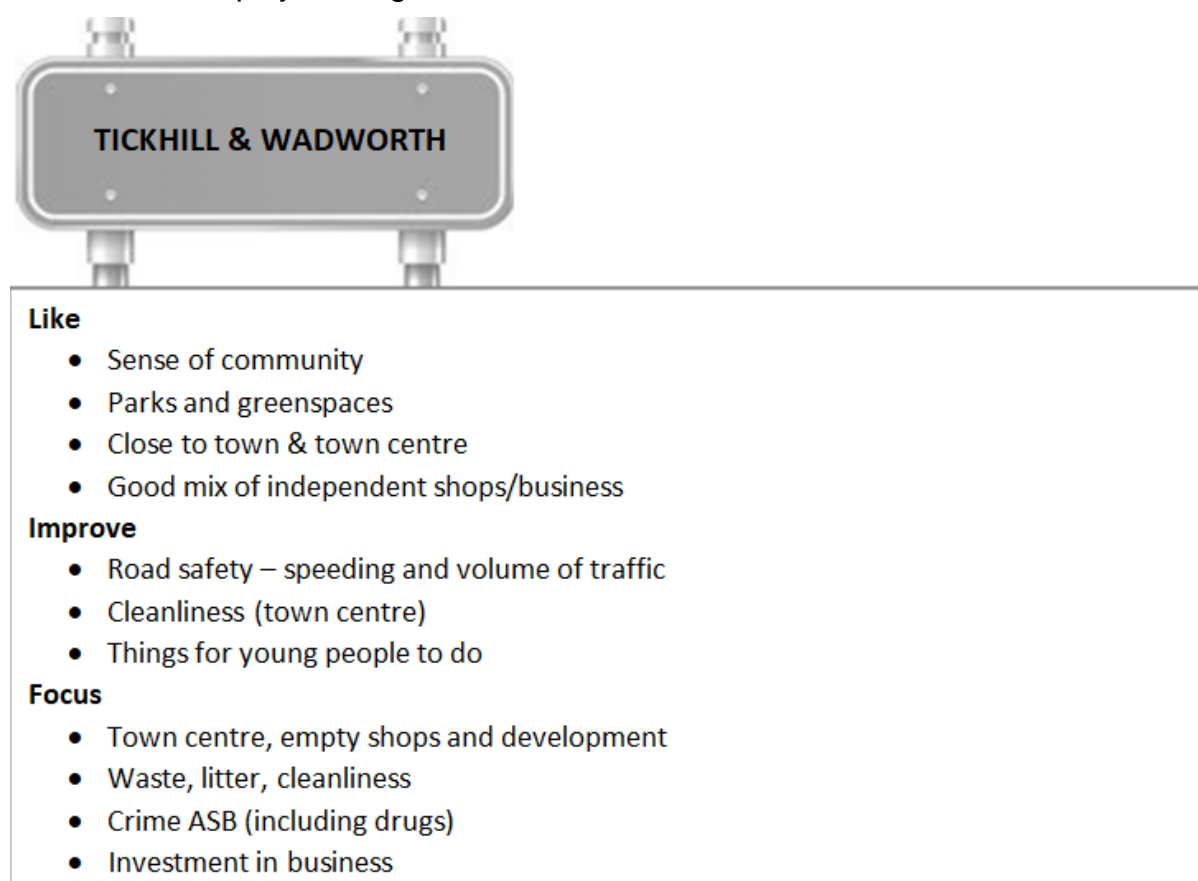 TICKHILL & WADWORTH
Like
• Sense of community
• Parks and greenspaces
• Close to town & town centre
• Good mix of independent shops/business
Improve
• Road safety – speeding and volume of traffic
• Cleanliness (town centre)
• Things for young people to do
Focus
• Town centre, empty shops and development
• Waste, litter, cleanliness
• Crime ASB (including drugs)
• Investment in business